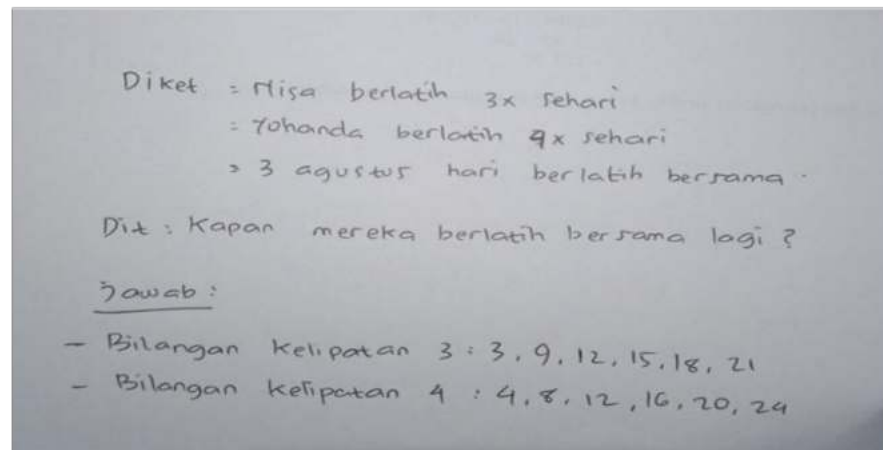 Diket = Misa berlatih 3x sehari
= Yohanda berlatih 4x sehari
= 3 agustus hari berlatih bersama.
Dit : Kapan mereka berlatih bersama lagi ?
Jawab :
- Bilangan Kelipatan 3 : 3, 9, 12, 15, 18, 21
- Bilangan Kelipatan 4 : 4, 8, 12, 16, 20, 24